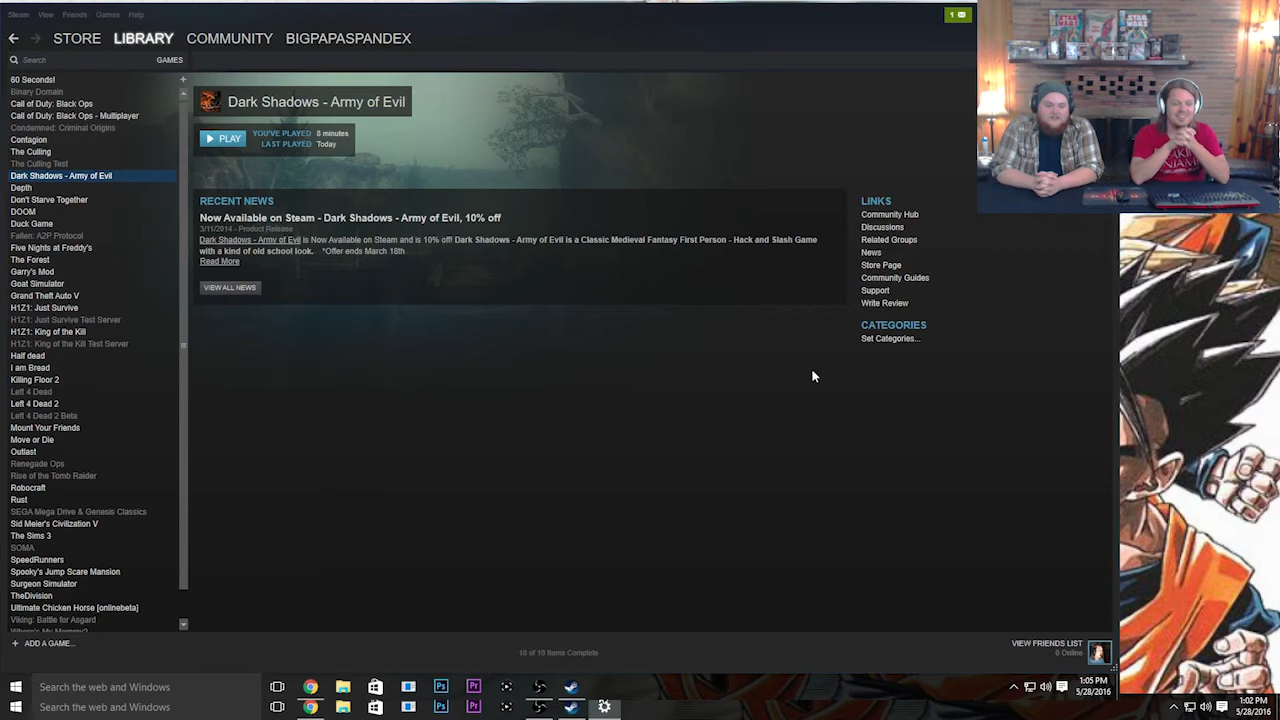 Steam Friends Games Help
1
STORE LIBRARY COMMUNITY BIGPAPASPANDEX
Search GAMES
60 Seconds!
Binary Domain
Call of Duty: Black Ops
Call of Duty: Black Ops - Multiplayer
Condemned: Criminal Origins
Contagion
The Culling
The Culling Test
Dark Shadows - Army of Evil
Depth
Don't Starve Together
DOOM
Duck Game
Fallen: A2P Protocol
Five Nights at Freddy's
The Forest
Garry's Mod
Goat Simulator
Grand Theft Auto V
H1Z1: Just Survive
H1Z1: Just Survive Test Server
H1Z1: King of the Kill
H1Z1: King of the Kill Test Server
Half dead
I am Bread
Killing Floor 2
Left 4 Dead
Left 4 Dead 2
Left 4 Dead 2 Beta
Mount Your Friends
Move or Die
Outlast
Renegade Ops
Rise of the Tomb Raider
Robocraft
Rust
SEGA Mega Drive & Genesis Classics
Sid Meier's Civilization V
The Sims 3
SOMA
SpeedRunners
Spooky's Jump Scare Mansion
Surgeon Simulator
TheDivision
Ultimate Chicken Horse [onlinebeta)
Viking: Battle for Asgard
Where's My Mommy?
+ ADD A GAME...
Dark Shadows - Army of Evil
PLAY
YOU'VE PLAYED 8 minutes
LAST PLAYED Today
RECENT NEWS
Now Available on Steam - Dark Shadows - Army of Evil, 10% off
3/11/2014 - Product Release
Dark Shadows - Army of Evil is Now Available on Steam and is 10% off! Dark Shadows - Army of Evil is a Classic Medieval Fantasy First Person - Hack and Slash Game
with a kind of old school look. *Offer ends March 18th
Read More
VIEW ALL NEWS
LINKS
Community Hub
Discussions
Related Groups
News
Store Page
Community Guides
Support
Write Review
CATEGORIES
Set Categories...
STAR WARS
STAR WARS
10 of 10 Items Complete
VIEW FRIENDS LIST
0 Online
Search the web and Windows
Ps Pr
1:05 PM
5/28/2016
Search the web and Windows
Ps Pr
1:02 PM
5/28/2016